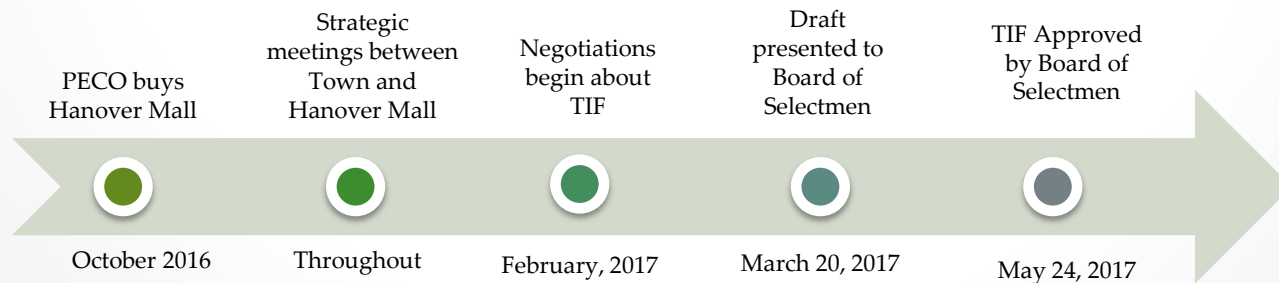 PECO buys
Hanover Mall
Strategic
meetings between
Town and
Hanover Mall
Negotiations
begin about
TIF
Draft
presented to
Board of
Selectmen
TIF Approved
by Board of
Selectmen
October 2016
Throughout
February, 2017
March 20, 2017
May 24, 2017